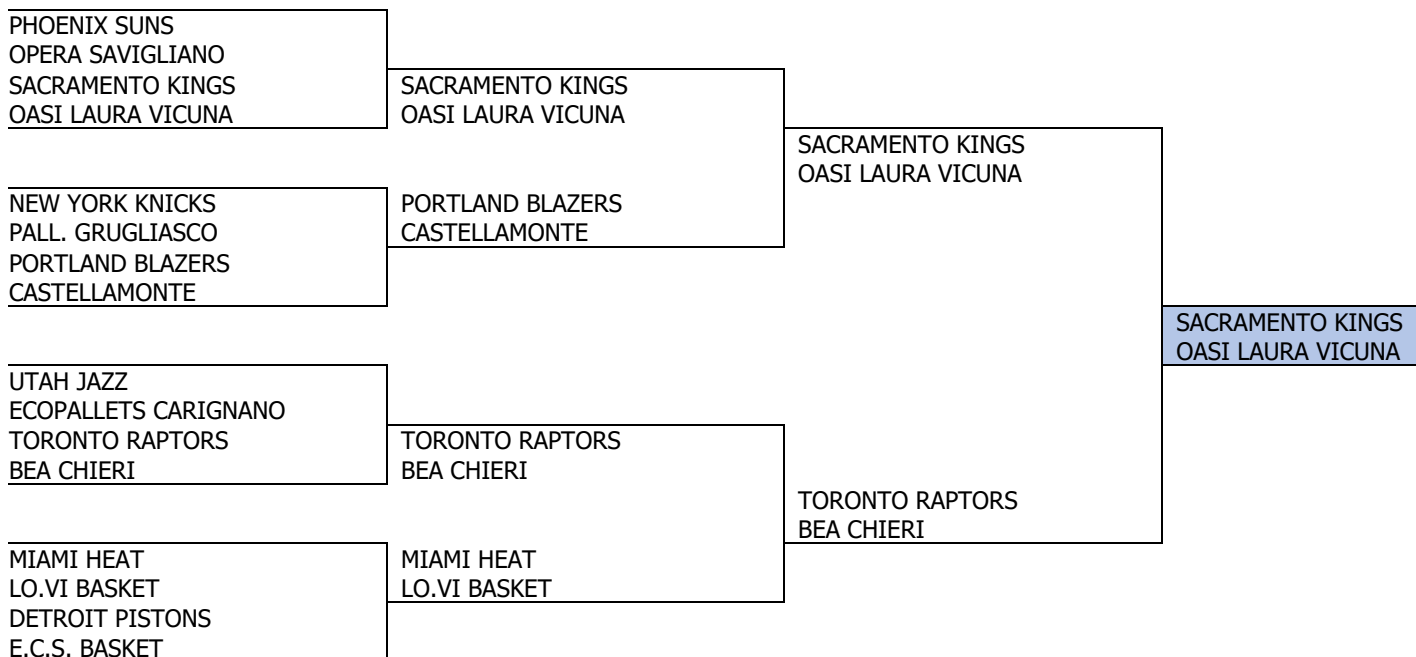 PHOENIX SUNS
OPERA SAVIGLIANO
SACRAMENTO KINGS
OASI LAURA VICUNA
NEW YORK KNICKS
PALL. GRUGLIASCO
PORTLAND BLAZERS
CASTELLAMONTE
UTAH JAZZ
ECOPALLETS CARIGNANO
TORONTO RAPTORS
BEA CHIERI
MIAMI HEAT
LO.VI BASKET
DETROIT PISTONS
E.C.S. BASKET
SACRAMENTO KINGS
OASI LAURA VICUNA
PORTLAND BLAZERS
CASTELLAMONTE
TORONTO RAPTORS
BEA CHIERI
MIAMI HEAT
LO.VI BASKET
SACRAMENTO KINGS
OASI LAURA VICUNA
TORONTO RAPTORS
BEA CHIERI
SACRAMENTO KINGS
OASI LAURA VICUNA